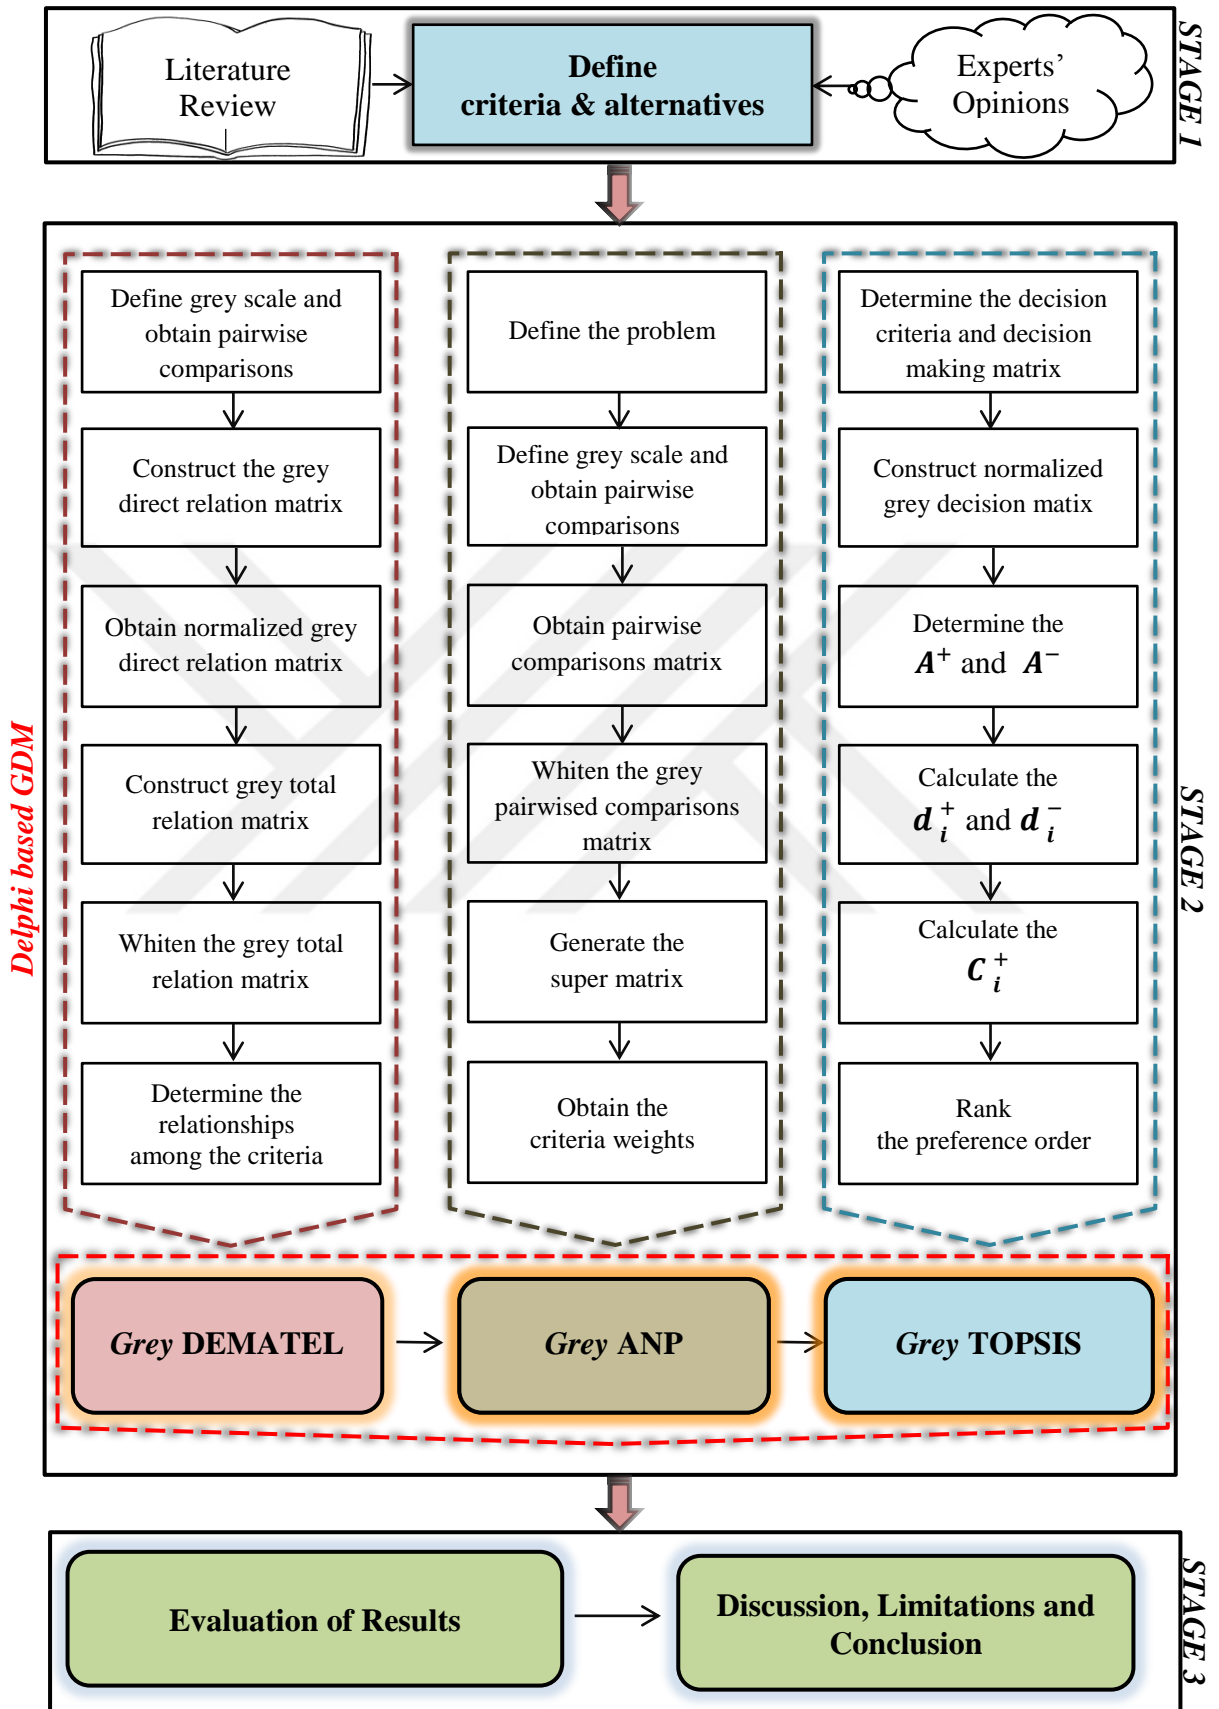 Literature
Review
Define
criteria & alternatives
Experts’
Opinions
STAGE 1
Define grey scale and
obtain pairwise
comparisons
Construct the grey
direct relation matrix
Obtain normalized grey
direct relation matrix
Construct grey total
relation matrix
Whiten the grey total
relation matrix
Determine the
relationships
among the criteria
Define the problem
Define grey scale and
obtain pairwise
comparisons
Obtain pairwise
comparisons matrix
Whiten the grey
pairwised comparisons
matrix
Generate the
super matrix
Obtain the
criteria weights
Determine the decision
criteria and decision
making matrix
Construct normalized
grey decision matix
Determine the
A⁺ and A⁻
Calculate the
d_i⁺ and d_i⁻
Calculate the
C_i⁺
Rank
the preference order
Delphi based GDM
STAGE 2
Grey DEMATEL
Grey ANP
Grey TOPSIS
Evaluation of Results
Discussion, Limitations and
Conclusion
STAGE 3